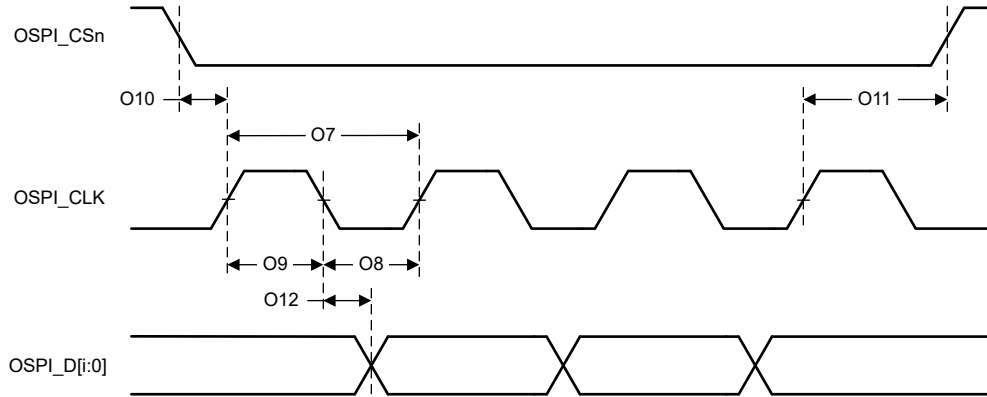 OSPI_CSn
O10
O11
O7
OSPI_CLK
O9
O8
O12
OSPI_D[i:0]